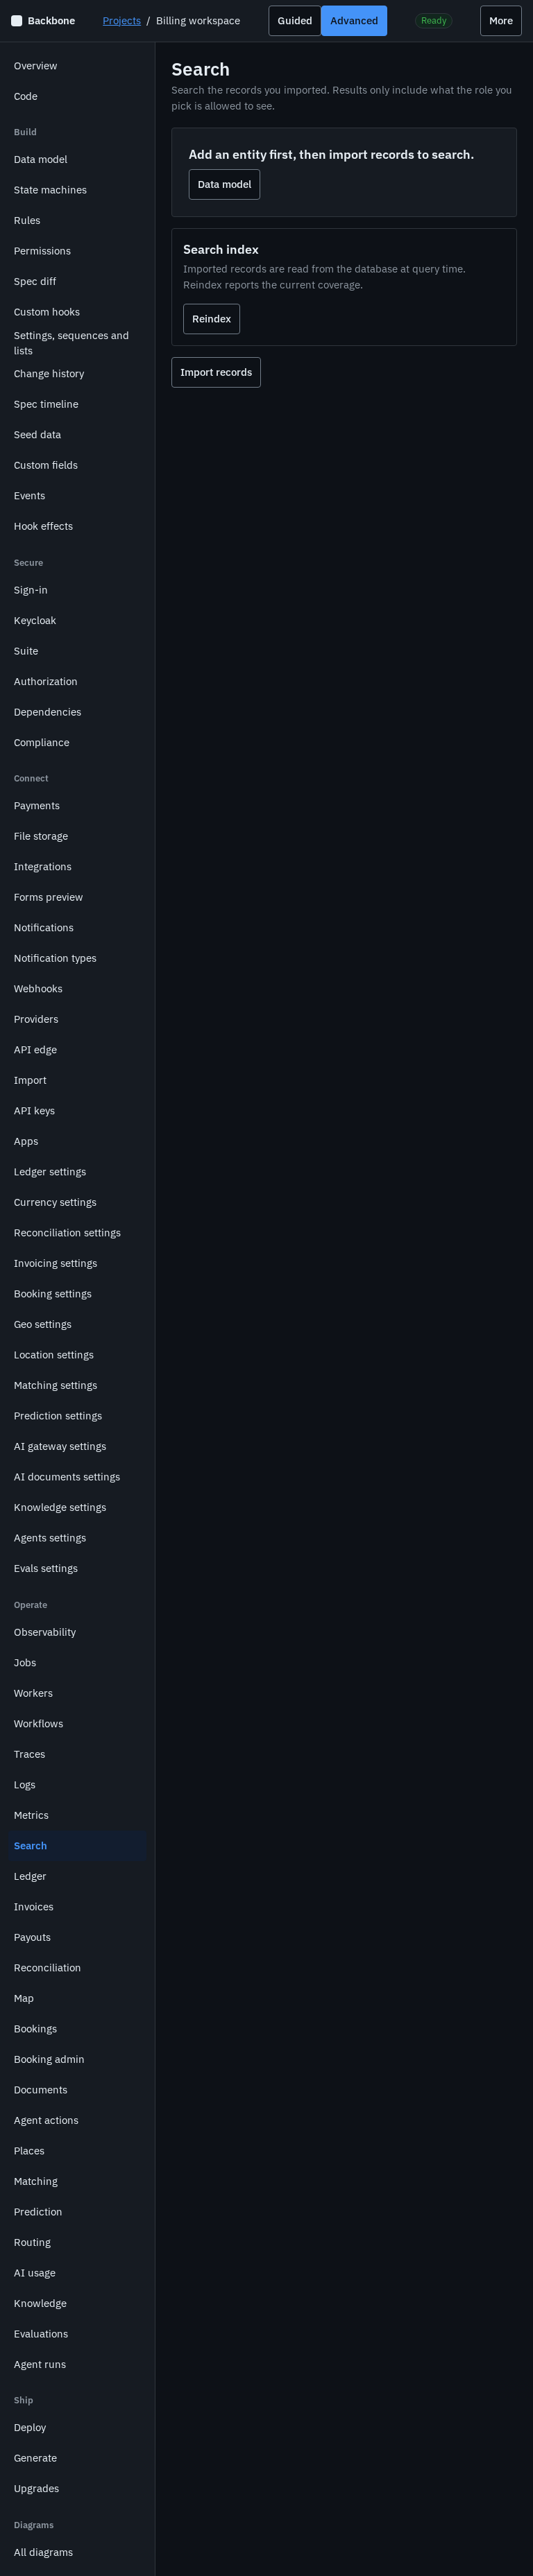 Backbone
Projects / Billing workspace
Guided
Advanced
Ready
More
Overview
Code
Build
Data model
State machines
Rules
Permissions
Spec diff
Custom hooks
Settings, sequences and
lists
Change history
Spec timeline
Seed data
Custom fields
Events
Hook effects
Secure
Sign-in
Keycloak
Suite
Authorization
Dependencies
Compliance
Connect
Payments
File storage
Integrations
Forms preview
Notifications
Notification types
Webhooks
Providers
API edge
Import
API keys
Apps
Ledger settings
Currency settings
Reconciliation settings
Invoicing settings
Booking settings
Geo settings
Location settings
Matching settings
Prediction settings
AI gateway settings
AI documents settings
Knowledge settings
Agents settings
Evals settings
Operate
Observability
Jobs
Workers
Workflows
Traces
Logs
Metrics
Search
Ledger
Invoices
Payouts
Reconciliation
Map
Bookings
Booking admin
Documents
Agent actions
Places
Matching
Prediction
Routing
AI usage
Knowledge
Evaluations
Agent runs
Ship
Deploy
Generate
Upgrades
Diagrams
All diagrams
Search
Search the records you imported. Results only include what the role you
pick is allowed to see.
Add an entity first, then import records to search.
Data model
Search index
Imported records are read from the database at query time.
Reindex reports the current coverage.
Reindex
Import records